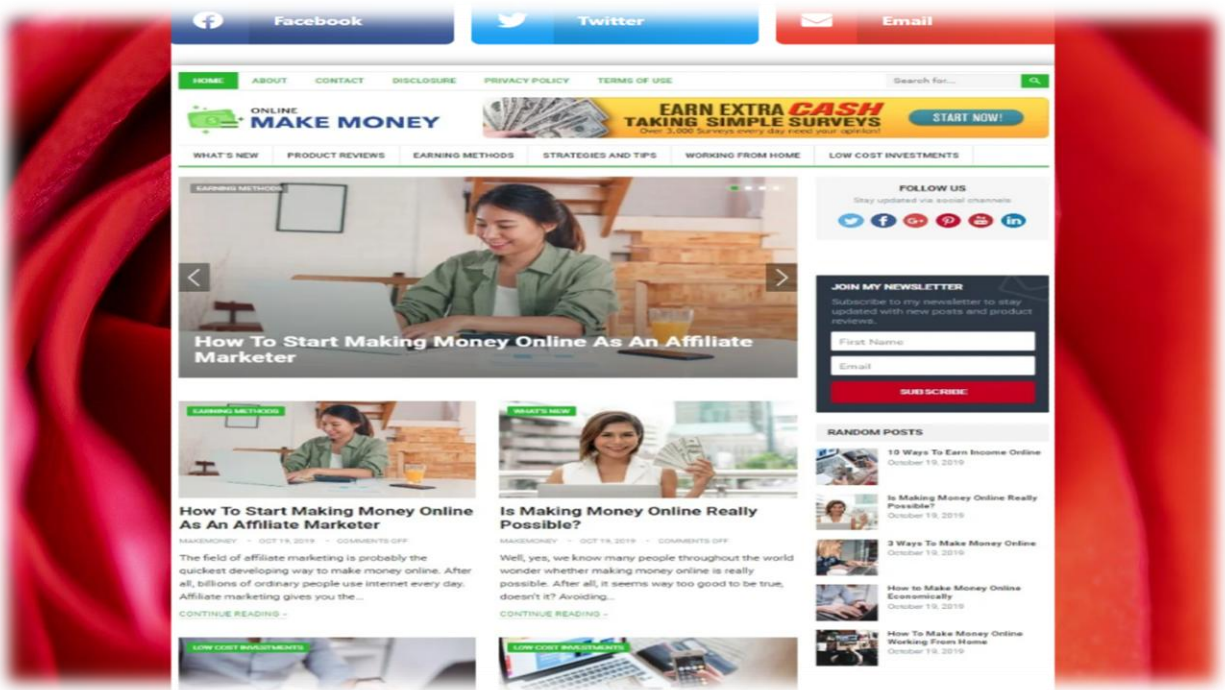 Facebook
Twitter
Email
HOME
ABOUT
CONTACT
DISCLOSURE
PRIVACY POLICY
TERMS OF USE
Search for...
ONLINE
MAKE MONEY
EARN EXTRA CASH
TAKING SIMPLE SURVEYS
Over 3,000 Surveys every day need your opinion!
START NOW!
WHAT'S NEW
PRODUCT REVIEWS
EARNING METHODS
STRATEGIES AND TIPS
WORKING FROM HOME
LOW COST INVESTMENTS
EARNING METHODS
How To Start Making Money Online As An Affiliate
Marketer
EARNING METHODS
How To Start Making Money Online
As An Affiliate Marketer
MAKEMONEY - OCT 19, 2019 - COMMENTS OFF
The field of affiliate marketing is probably the
quickest developing way to make money online. After
all, billions of ordinary people use internet every day.
Affiliate marketing gives you the...
CONTINUE READING -
WHAT'S NEW
Is Making Money Online Really
Possible?
MAKEMONEY - OCT 19, 2019 - COMMENTS OFF
Well, yes, we know many people throughout the world
wonder whether making money online is really
possible. After all, it seems way too good to be true,
doesn't it? Avoiding...
CONTINUE READING -
LOW COST INVESTMENTS
LOW COST INVESTMENTS
FOLLOW US
Stay updated via social channels
G+
in
JOIN MY NEWSLETTER
Subscribe to my newsletter to stay
updated with new posts and product
reviews.
First Name
Email
SUBSCRIBE
RANDOM POSTS
10 Ways To Earn Income Online
October 19, 2019
Is Making Money Online Really
Possible?
October 19, 2019
3 Ways To Make Money Online
October 19, 2019
How to Make Money Online
Economically
October 19, 2019
How To Make Money Online
Working From Home
October 19, 2019